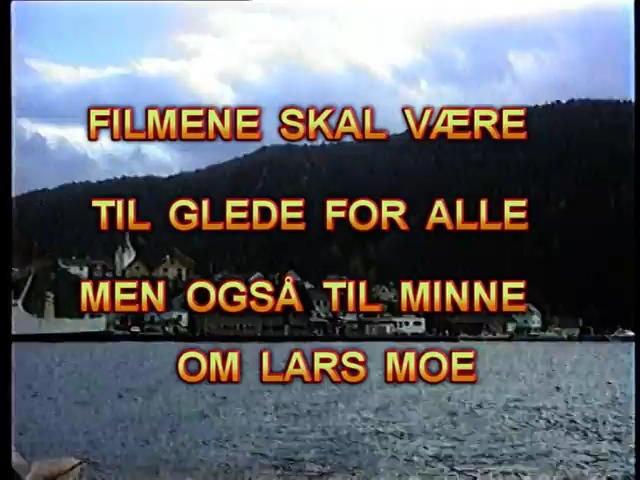 FILMENE SKAL VÆRE
TIL GLEDE FOR ALLE
MEN OGSÅ TIL MINNE
OM LARS MOE